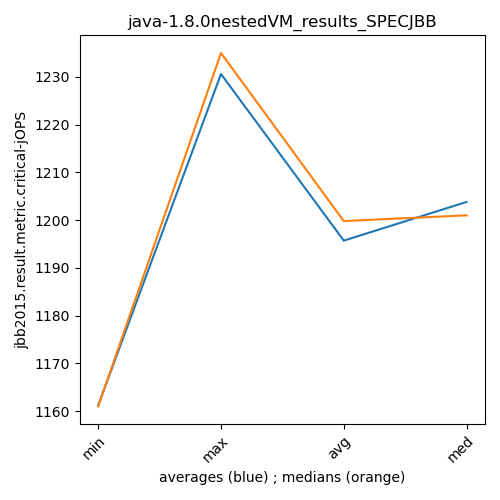 java-1.8.0nestedVM_results_SPECJBB
jbb2015.result.metric.critical-jOPS
1230
1220
1210
1200
1190
1180
1170
1160
min
max
avg
med
averages (blue) ; medians (orange)